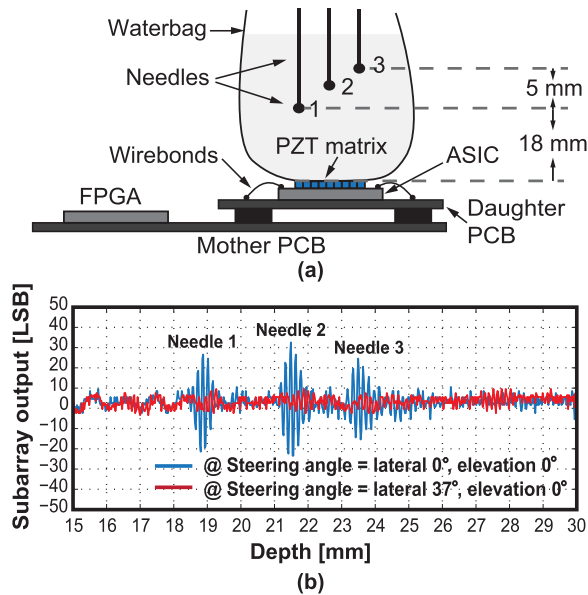 Waterbag
Needles
1
2
3
5 mm
18 mm
PZT matrix
Wirebonds
ASIC
FPGA
Daughter
PCB
Mother PCB
(a)
Subarray output [LSB]
50
40
30
20
10
0
−10
−20
−30
−40
−50
Needle 1
Needle 2
Needle 3
@ Steering angle = lateral 0°, elevation 0°
@ Steering angle = lateral 37°, elevation 0°
15 16 17 18 19 20 21 22 23 24 25 26 27 28 29 30
Depth [mm]
(b)